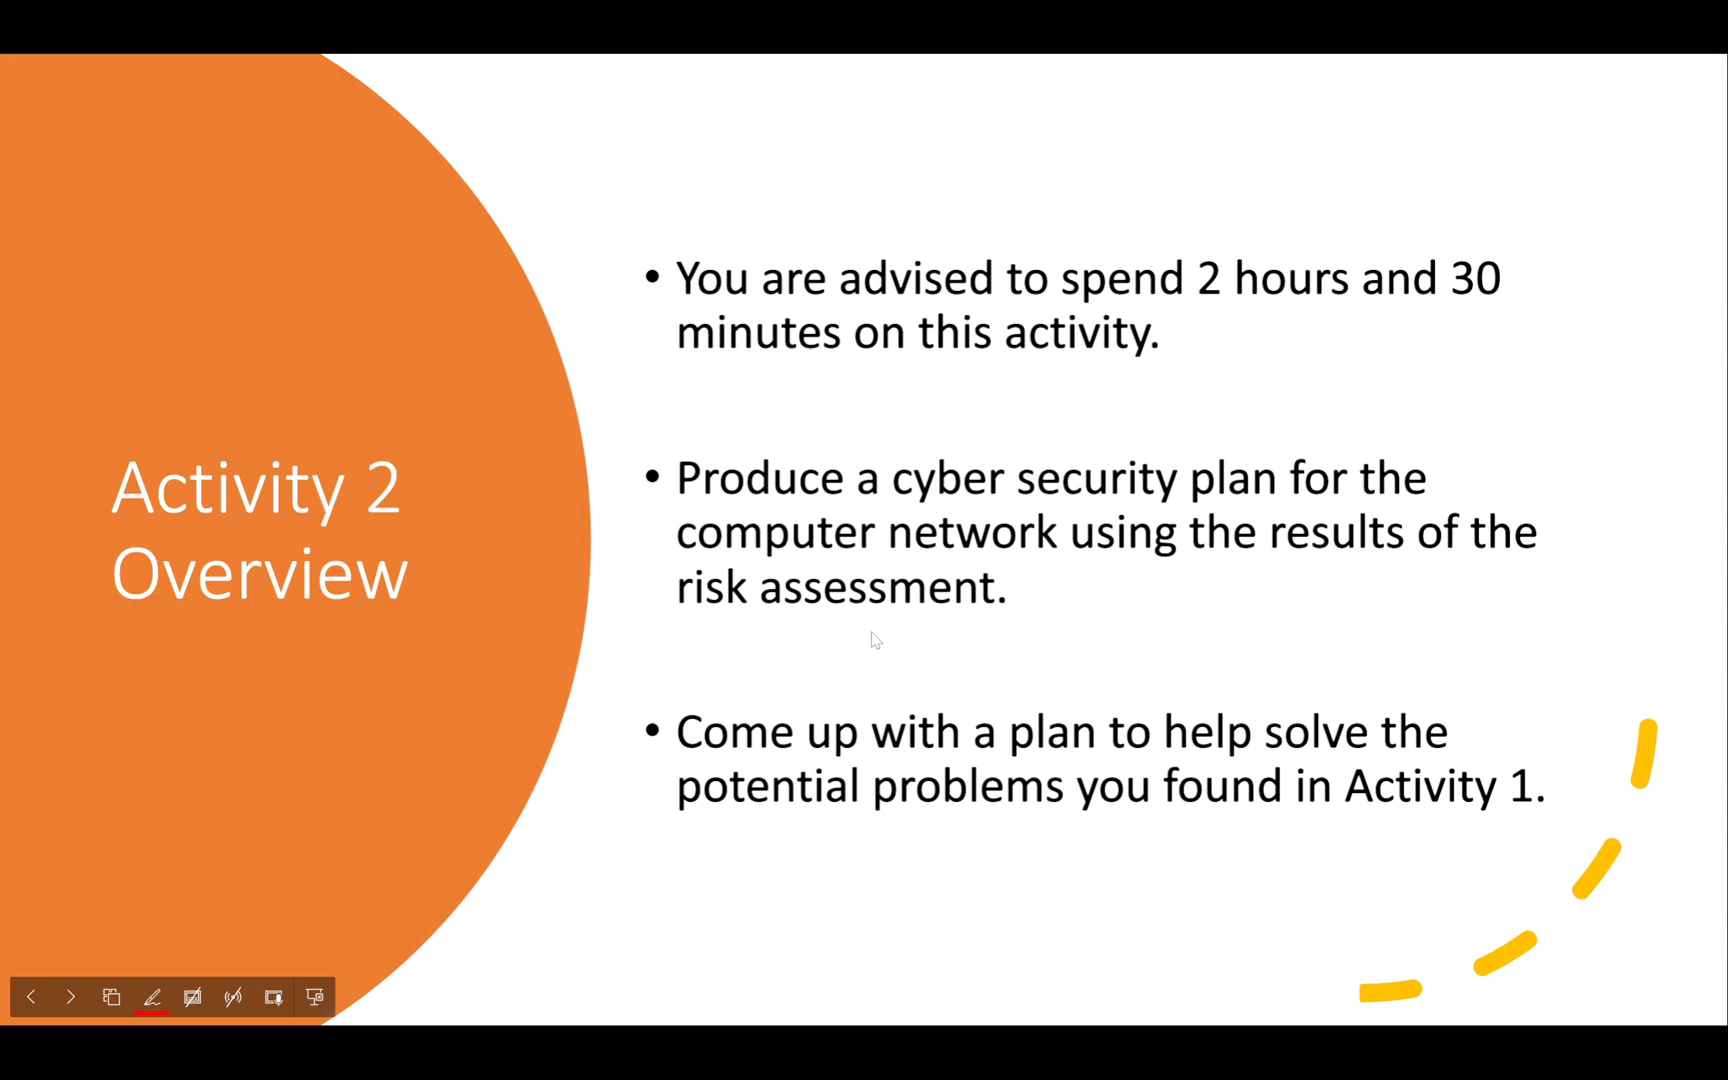 Activity 2
Overview
• You are advised to spend 2 hours and 30
minutes on this activity.
• Produce a cyber security plan for the
computer network using the results of the
risk assessment.
• Come up with a plan to help solve the
potential problems you found in Activity 1.